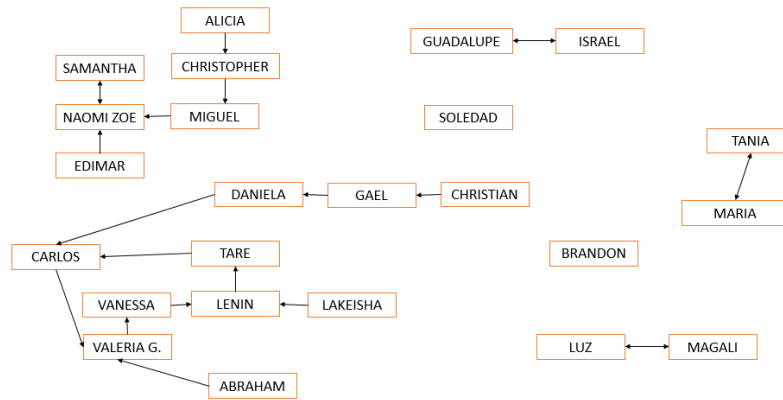 ALICIA
GUADALUPE
ISRAEL
SAMANTHA
CHRISTOPHER
NAOMI ZOE
MIGUEL
SOLEDAD
TANIA
EDIMAR
DANIELA
GAEL
CHRISTIAN
MARIA
CARLOS
TARE
BRANDON
VANESSA
LENIN
LAKEISHA
VALERIA G.
LUZ
MAGALI
ABRAHAM